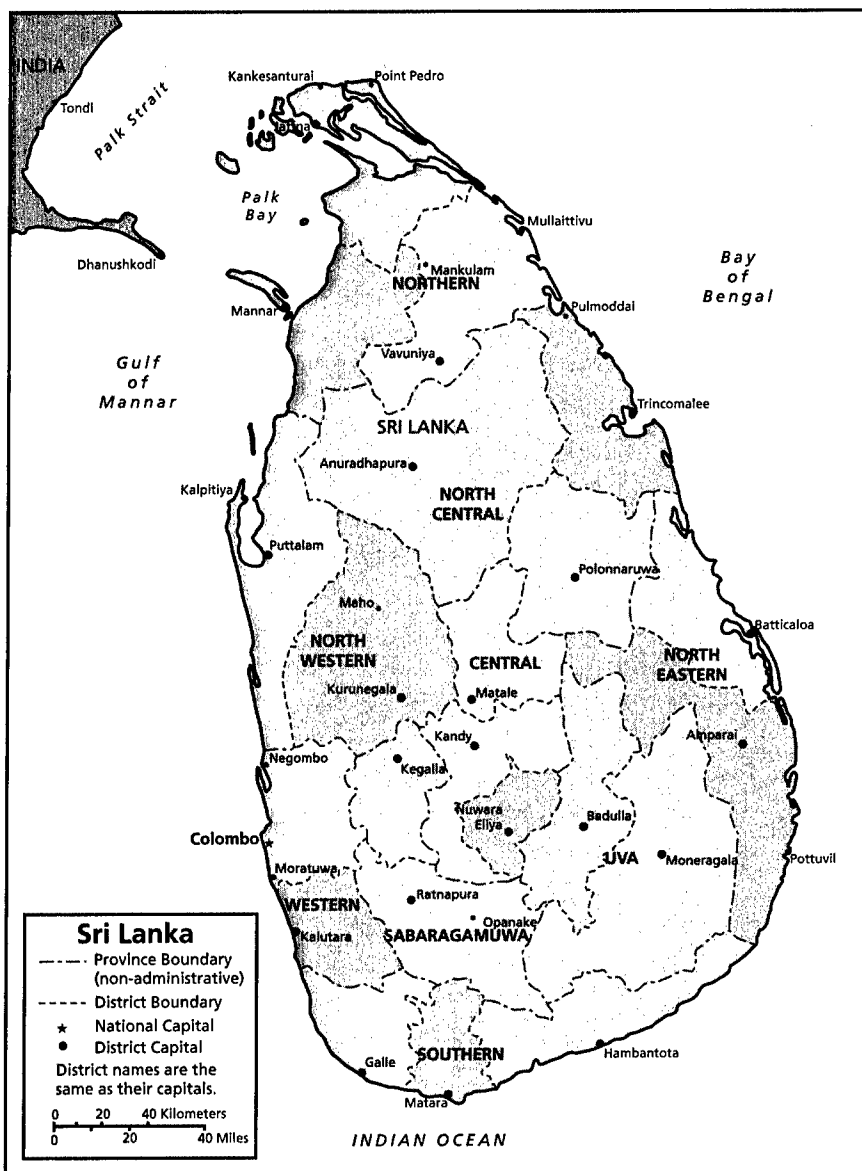 INDIA
Kankesanturai
Point Pedro
Tondi
Palk Strait
Jaffna
Palk
Bay
Mullaittivu
Dhanushkodi
Mankulam
NORTHERN
Bay
of
Bengal
Mannar
Pulmoddai
Vavuniya
Gulf
of
Mannar
Trincomalee
SRI LANKA
Anuradhapura
Kalpitiya
NORTH
CENTRAL
Puttalam
Polonnaruwa
Maho
Batticaloa
NORTH
WESTERN
CENTRAL
NORTH
EASTERN
Kurunegala
Matale
Kandy
Amparai
Negombo
Kegalla
Nuwara
Eliya
Badulla
Colombo
UVA
Moneragala
Pottuvil
Moratuwa
Ratnapura
WESTERN
Opanake
Kalutara
SABARAGAMUWA
Sri Lanka
Province Boundary
(non-administrative)
District Boundary
National Capital
District Capital
District names are the
same as their capitals.
0 20 40 Kilometers
0 20 40 Miles
SOUTHERN
Hambantota
Galle
Matara
INDIAN OCEAN